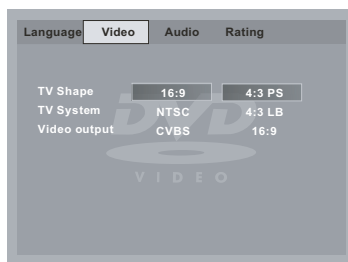 Language Video Audio Rating
TV Shape 16:9 4:3 PS
TV System NTSC 4:3 LB
Video output CVBS 16:9
DVD
VIDEO